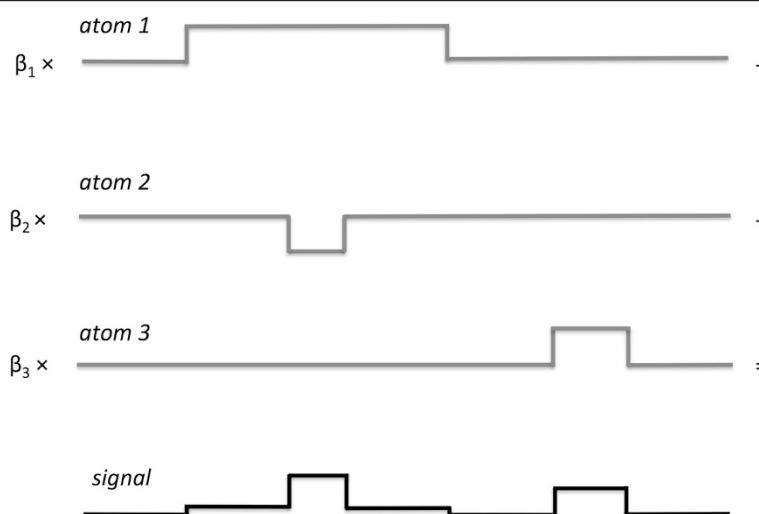 atom 1
β₁ ×
atom 2
β₂ ×
atom 3
β₃ ×
signal